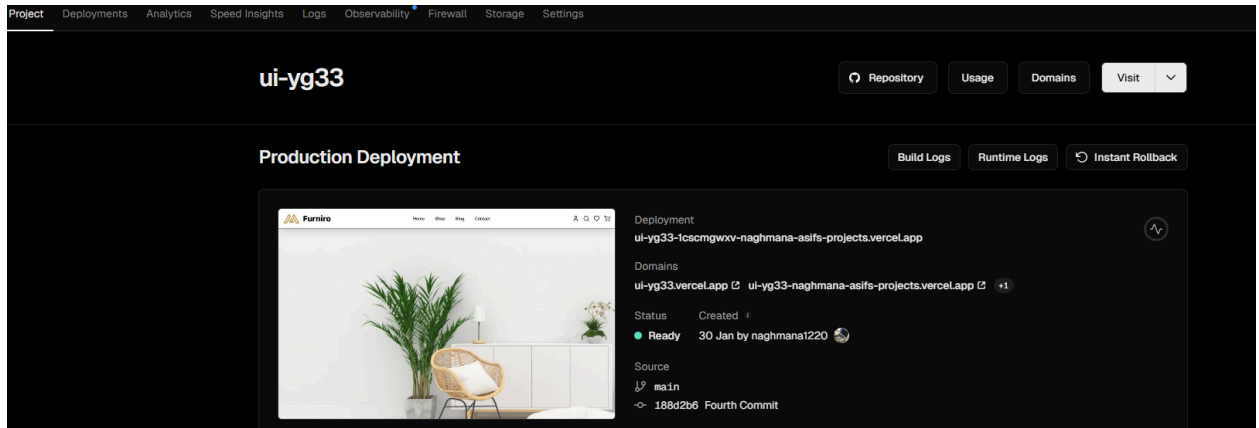 Project Deployments Analytics Speed Insights Logs Observability Firewall Storage Settings
ui-yg33
Repository Usage Domains Visit
Production Deployment
Build Logs Runtime Logs Instant Rollback
Furniro Home Shop Blog Contact
Deployment
ui-yg33-1cscmgwxv-naghmana-asifs-projects.vercel.app
Domains
ui-yg33.vercel.app ui-yg33-naghmana-asifs-projects.vercel.app +1
Status Created
Ready 30 Jan by naghmana1220
Source
main
188d2b6 Fourth Commit